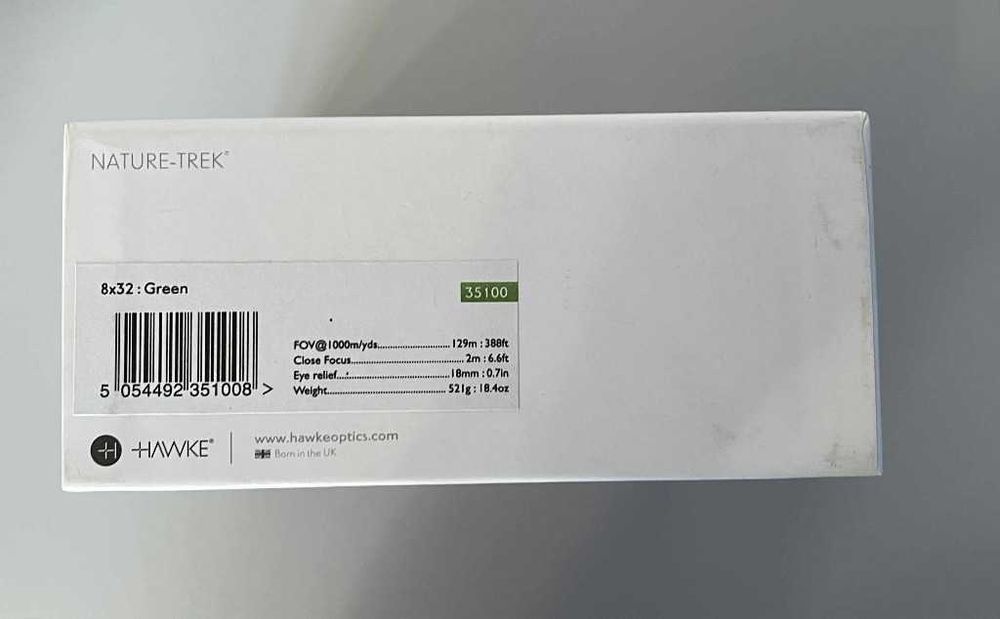 NATURE-TREK®
8x32 : Green
35100
FOV@1000m/yds.............................129m : 388ft
Close Focus............................................2m : 6.6ft
Eye relief..........................................18mm : 0.7in
Weight...............................................521g : 18.4oz
5 054492 351008 >
HAWKE®
www.hawkeoptics.com
Born in the UK